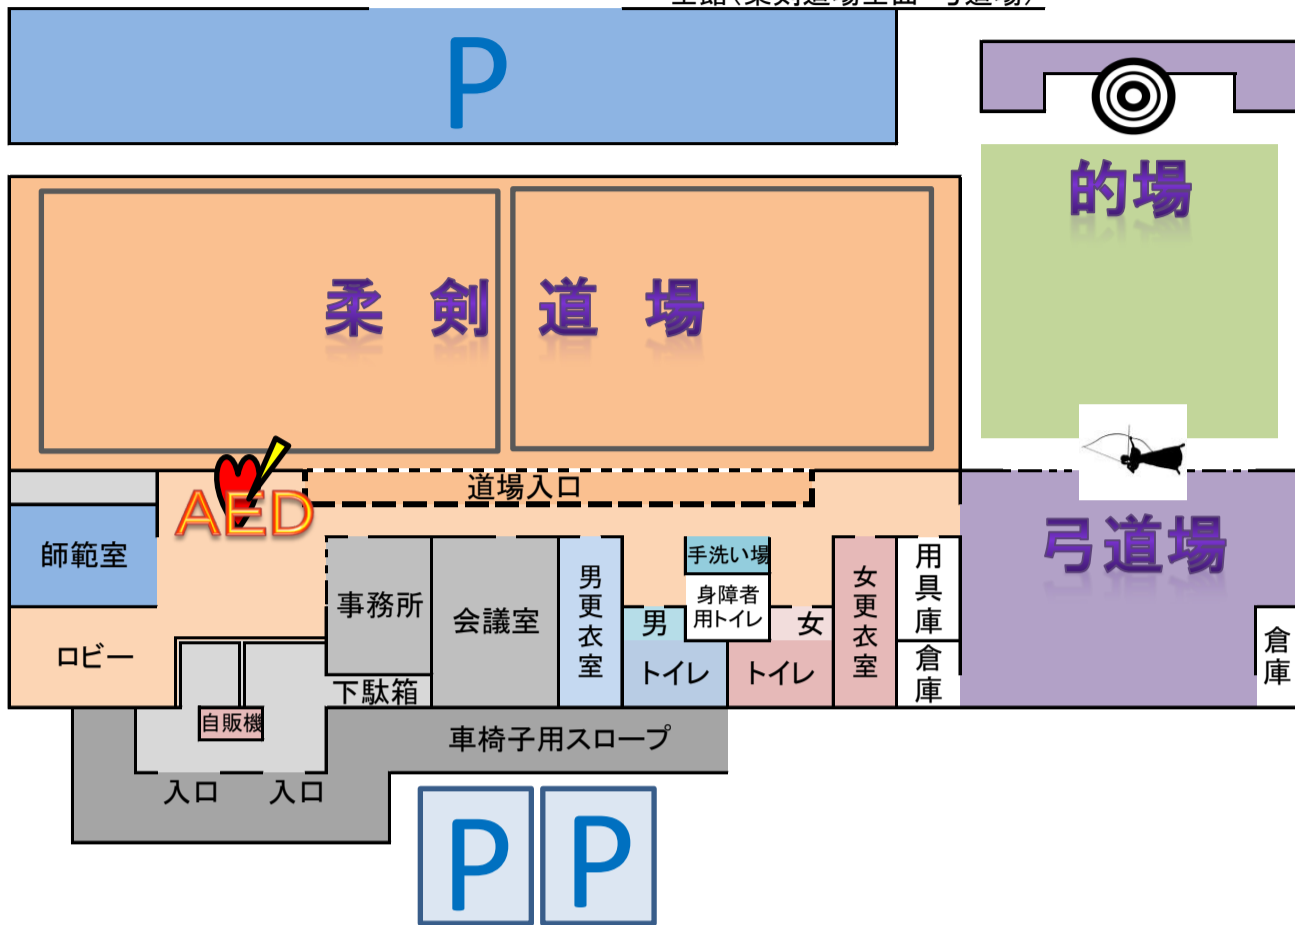 P
的場
柔剣道場
道場入口
AED
師範室
弓道場
手洗い場
男更衣室
女更衣室
用具庫
事務所
会議室
身障者
用トイレ
男
女
ロビー
トイレ
トイレ
倉庫
倉庫
下駄箱
自販機
車椅子用スロープ
入口
入口
P
P